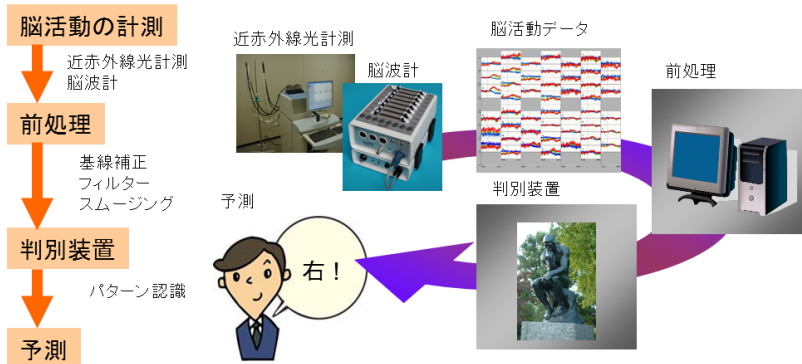 脳活動の計測
近赤外線光計測
脳波計
前処理
基線補正
フィルター
スムージング
判別装置
パターン認識
予測
近赤外線光計測
脳波計
脳活動データ
前処理
判別装置
予測
右！